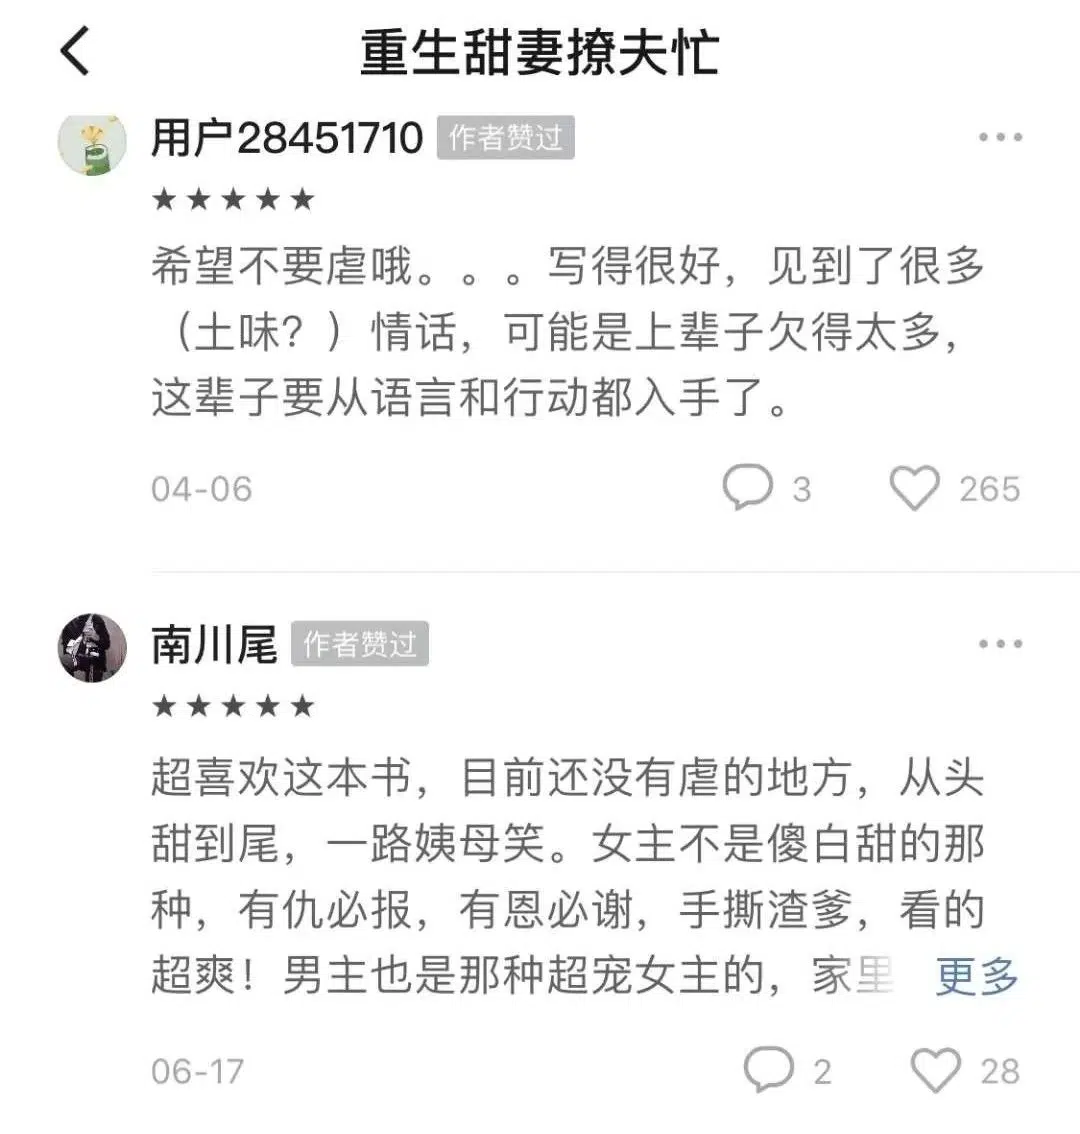 重生甜妻撩夫忙
用户28451710 作者赞过
★★★★★
希望不要虐哦。。。写得很好，见到了很多
（土味？）情话，可能是上辈子欠得太多，
这辈子要从语言和行动都入手了。
04-06 3 265
南川尾 作者赞过
★★★★★
超喜欢这本书，目前还没有虐的地方，从头
甜到尾，一路姨母笑。女主不是傻白甜的那
种，有仇必报，有恩必谢，手撕渣爹，看的
超爽！男主也是那种超宠女主的，家里 更多
06-17 2 28